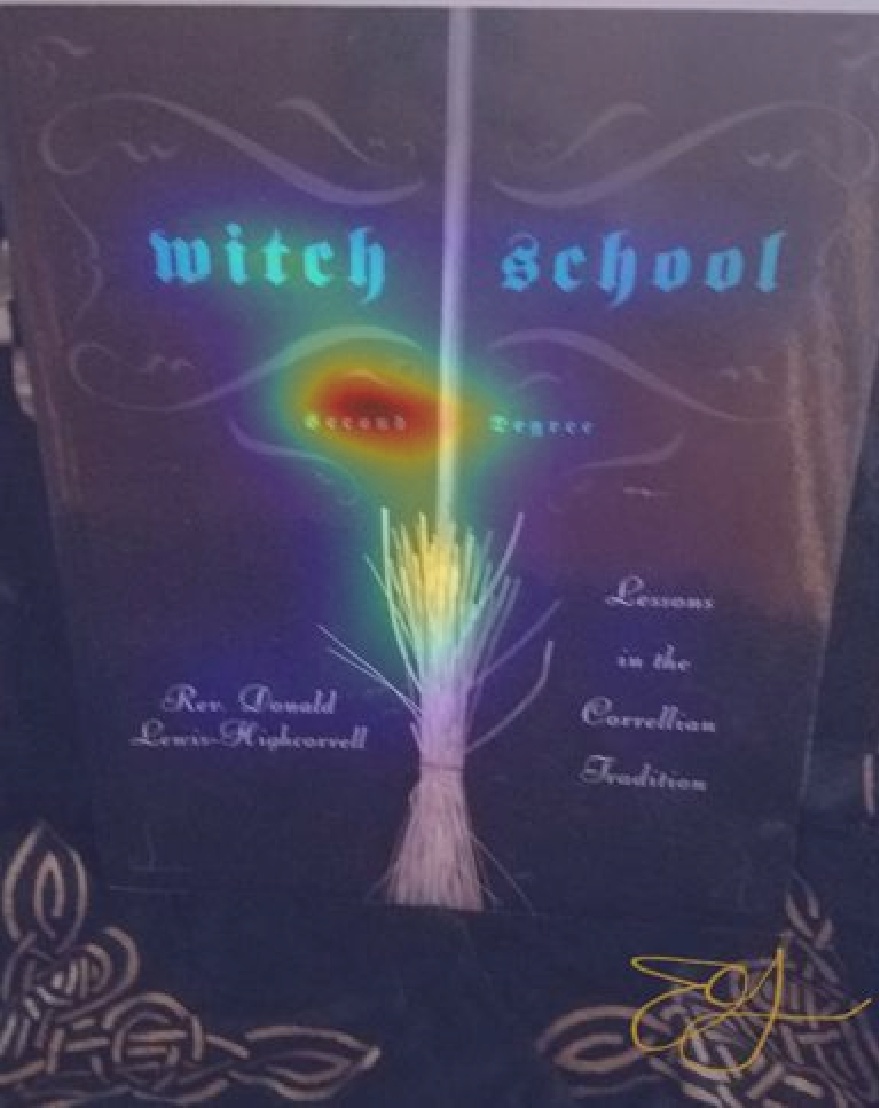 witch school
Second Degree
Lessons
in the
Correllian
Tradition
Rev. Donald
Lewis-Highcorrell